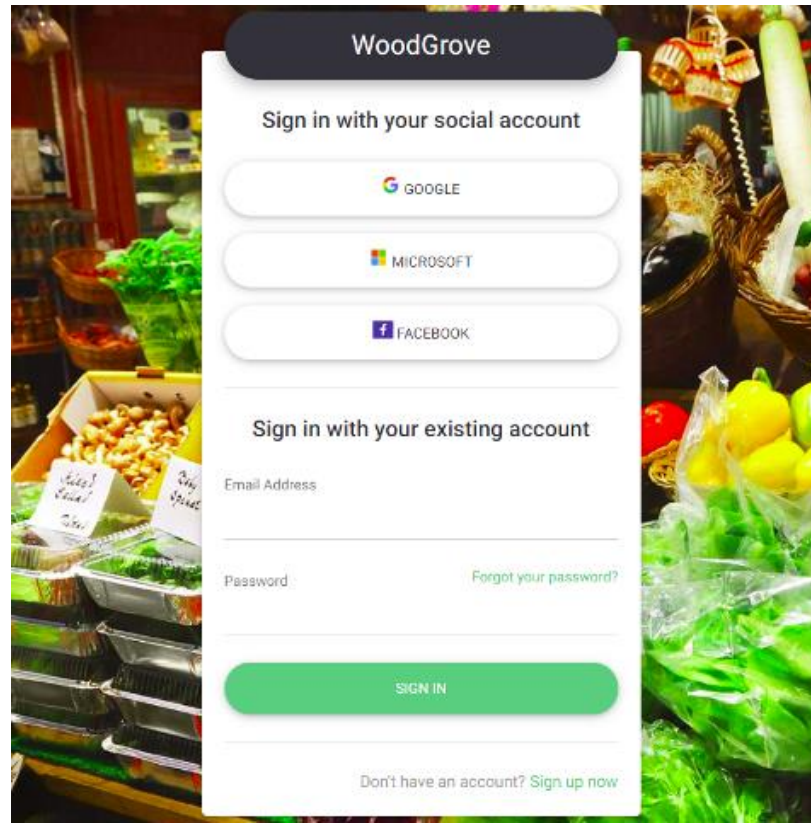 WoodGrove
Sign in with your social account
GOOGLE
MICROSOFT
FACEBOOK
Sign in with your existing account
Email Address
Password
Forgot your password?
SIGN IN
Don't have an account? Sign up now